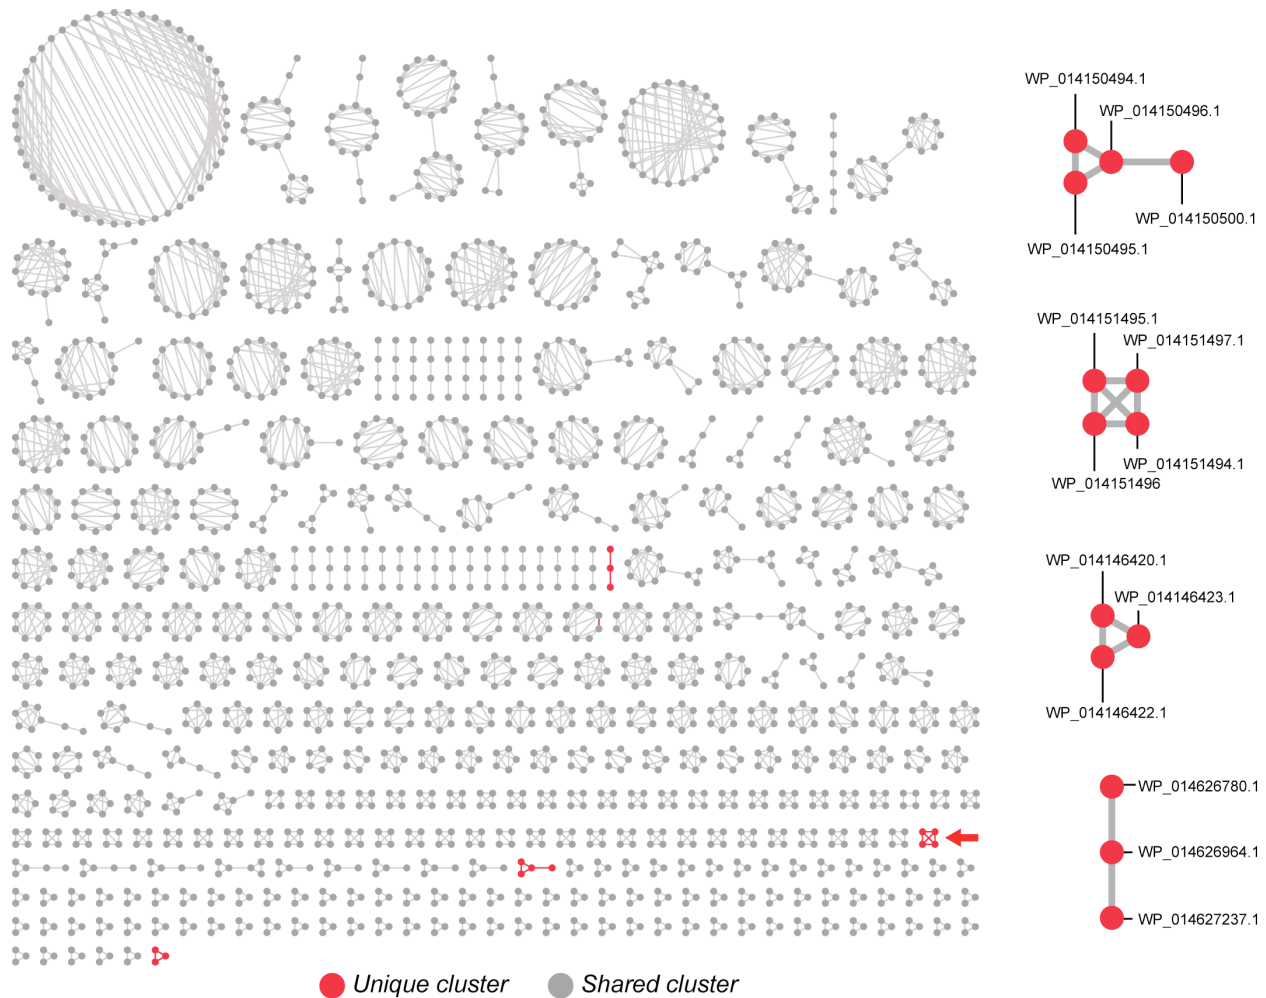 WP_014150494.1
WP_014150496.1
WP_014150500.1
WP_014150495.1
WP_014151495.1
WP_014151497.1
WP_014151494.1
WP_014151496
WP_014146420.1
WP_014146423.1
WP_014146422.1
WP_014626780.1
WP_014626964.1
WP_014627237.1
Unique cluster
Shared cluster